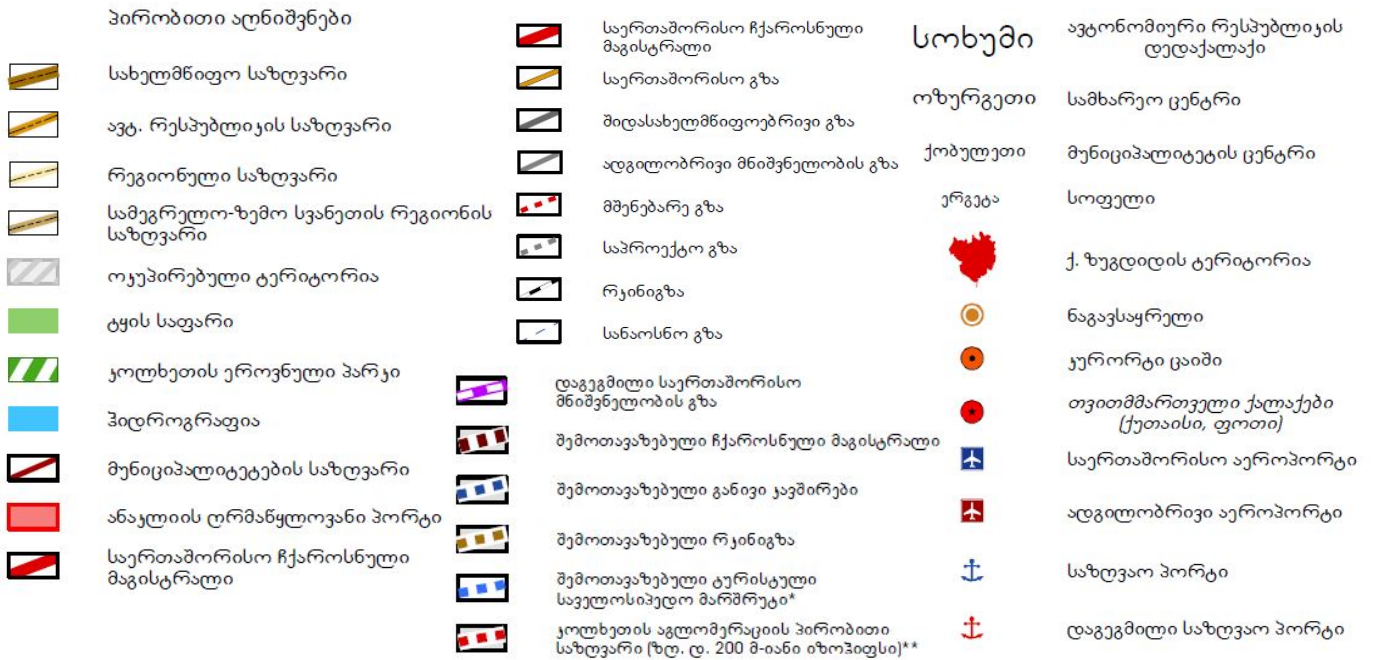 პირობითი აღნიშვნები
სახელმწიფო საზღვარი
ავტ. რესპუბლიკის საზღვარი
რეგიონული საზღვარი
სამეგრელო-ზემო სვანეთის რეგიონის
საზღვარი
ოკუპირებული ტერიტორია
ტყის საფარი
კოლხეთის ეროვნული პარკი
ჰიდროგრაფია
მუნიციპალიტეტების საზღვარი
ანაკლიის ღრმაწყლოვანი პორტი
საერთაშორისო ჩქაროსნული
მაგისტრალი
საერთაშორისო ჩქაროსნული
მაგისტრალი
საერთაშორისო გზა
შიდასახელმწიფოებრივი გზა
ადგილობრივი მნიშვნელობის გზა
მშენებარე გზა
საპროექტო გზა
რკინიგზა
სანაოსნო გზა
დაგეგმილი საერთაშორისო
მნიშვნელობის გზა
შემოთავაზებული ჩქაროსნული მაგისტრალი
შემოთავაზებული განივი კავშირები
შემოთავაზებული რკინიგზა
შემოთავაზებული ტურისტული
საველოსიპედო მარშრუტი*
კოლხეთის აგლომერაციის პირობითი
საზღვარი (ზღ. დ. 200 მ-იანი იზოჰიფსი)**
სოხუმი
ავტონომიური რესპუბლიკის
დედაქალაქი
ოზურგეთი
სამხარეო ცენტრი
ქობულეთი
მუნიციპალიტეტის ცენტრი
ერგეტა
სოფელი
ქ. ზუგდიდის ტერიტორია
ნაგავსაყრელი
კურორტი ცაიში
თვითმმართველი ქალაქები
(ქუთაისი, ფოთი)
საერთაშორისო აეროპორტი
ადგილობრივი აეროპორტი
საზღვაო პორტი
დაგეგმილი საზღვაო პორტი